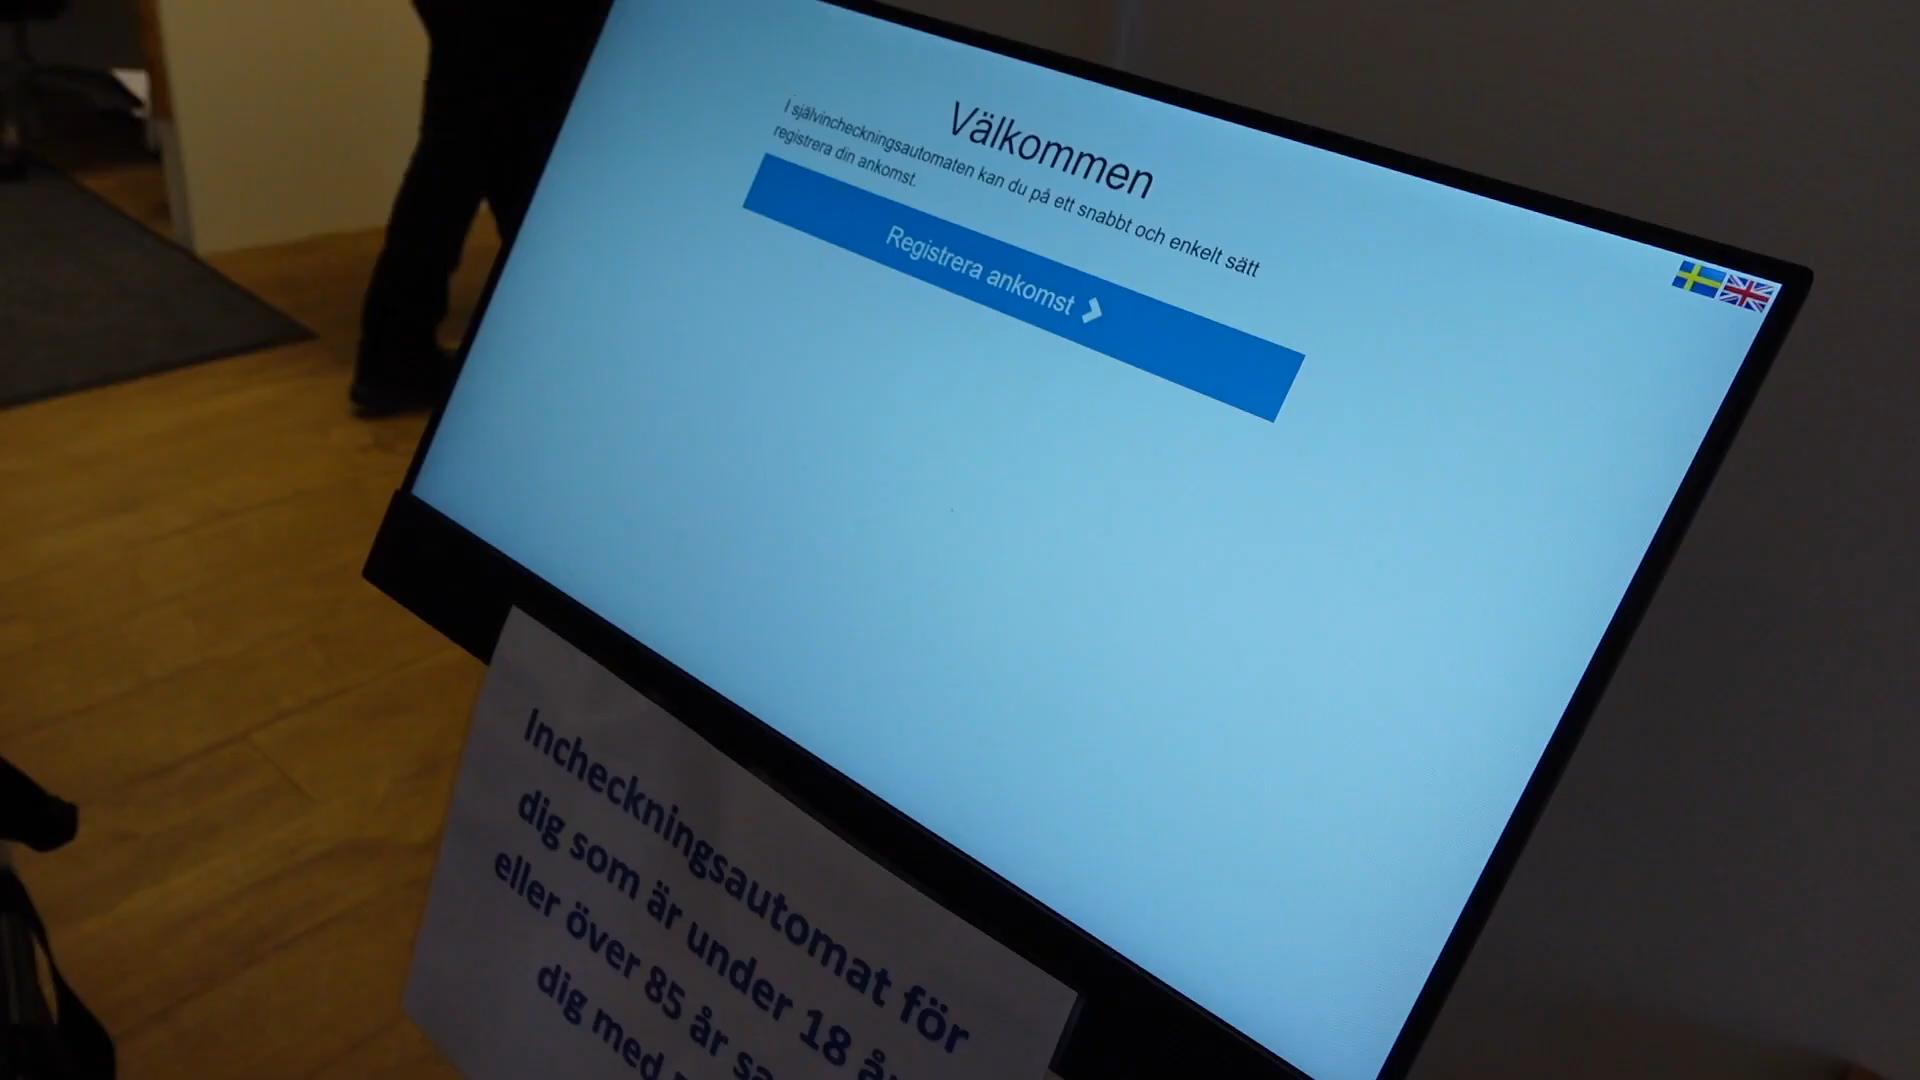 Välkommen
I självincheckningsautomaten kan du på ett snabbt och enkelt sätt
registrera din ankomst.
Registrera ankomst
Incheckningsautomat för
dig som är under 18
eller över 85 år
dig med